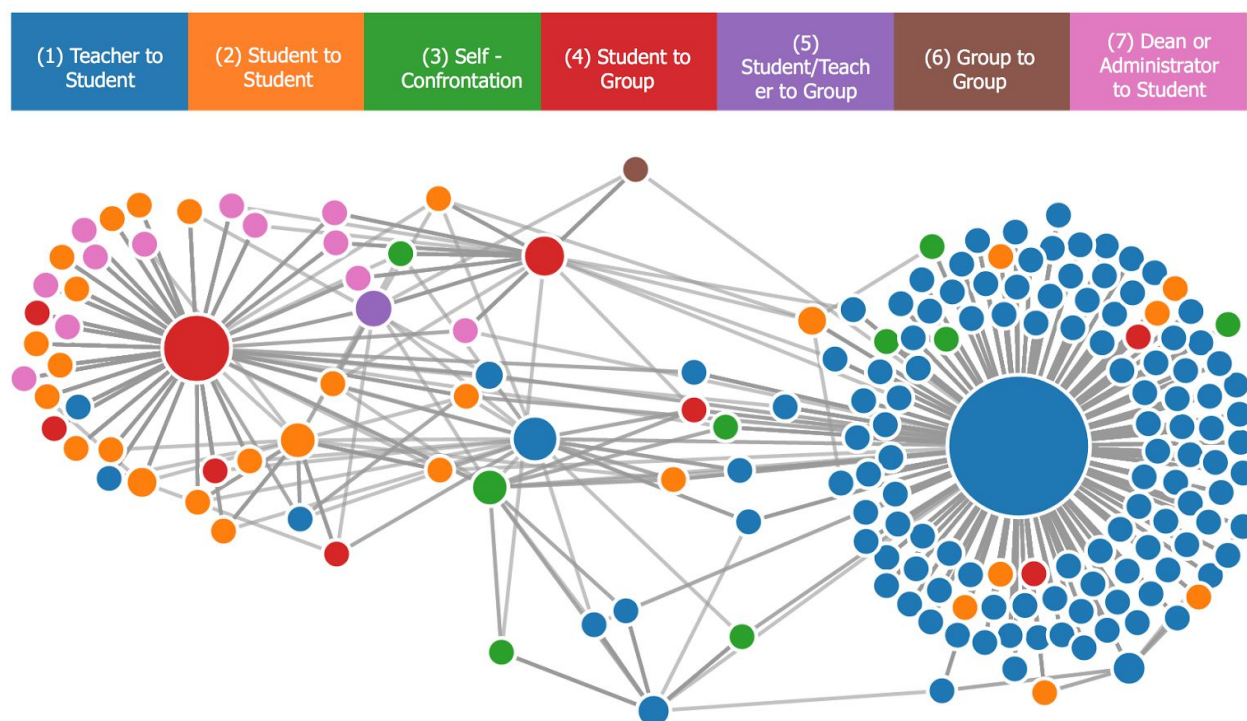 (1) Teacher to
Student
(2) Student to
Student
(3) Self -
Confrontation
(4) Student to
Group
(5)
Student/Teach
er to Group
(6) Group to
Group
(7) Dean or
Administrator
to Student